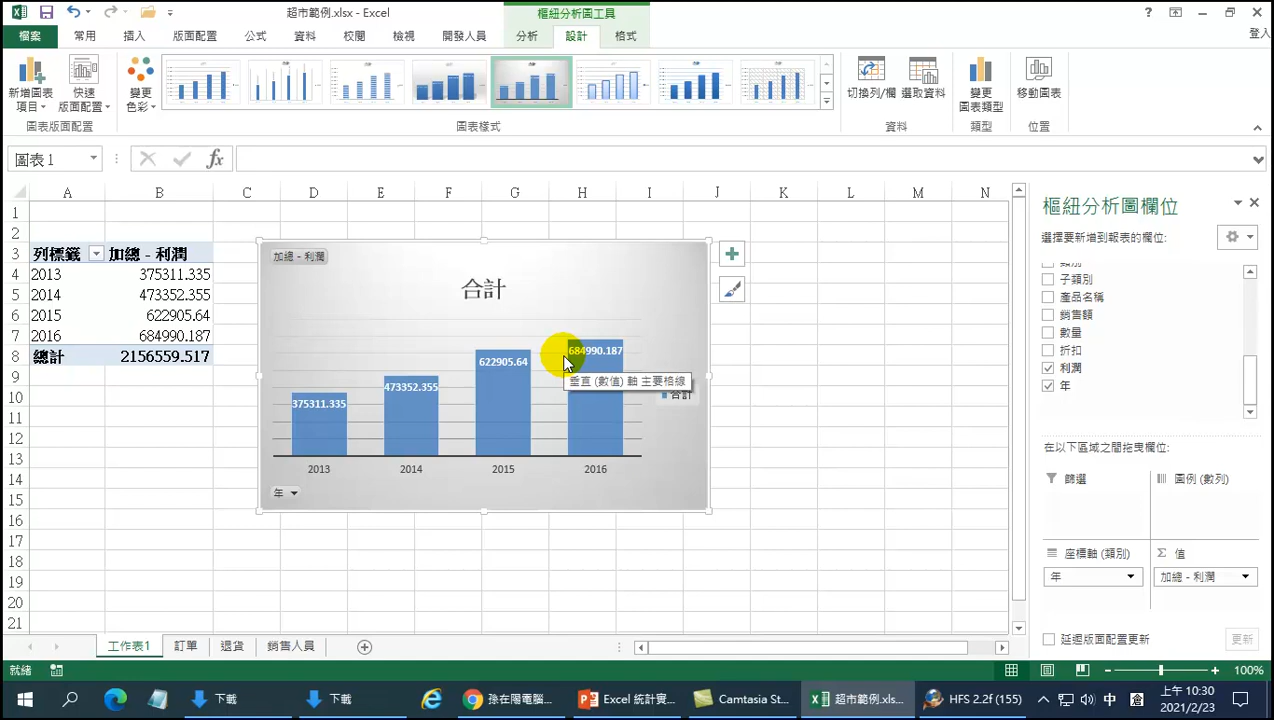 超市範例.xlsx - Excel
樞紐分析圖工具
檔案
常用
插入
版面配置
公式
資料
校閱
檢視
開發人員
分析
設計
格式
登入
新增圖表
項目
快速
版面配置
變更
色彩
切換列/欄
選取資料
變更
圖表類型
移動圖表
圖表版面配置
圖表樣式
資料
類型
位置
圖表 1
fx
A B C D E F G H I J K L M N
1
2
3 列標籤 加總 - 利潤
4 2013 375311.335
5 2014 473352.355
6 2015 622905.64
7 2016 684990.187
8 總計 2156559.517
9
10
11
12
13
14
15
16
17
18
19
20
21
加總 - 利潤
合計
375311.335
473352.355
622905.64
684990.187
垂直 (數值) 軸 主要格線
合計
2013 2014 2015 2016
年
樞紐分析圖欄位
選擇要新增到報表的欄位:
子類別
產品名稱
銷售額
數量
折扣
利潤
年
在以下區域之間拖曳欄位:
篩選
圖例 (數列)
座標軸 (類別)
Σ 值
年
加總 - 利潤
延遲版面配置更新
更新
工作表1
訂單
退貨
銷售人員
就緒
100%
下載
下載
孫在陽電腦...
Excel 統計實...
Camtasia St...
超市範例.xls...
HFS 2.2f (155)
中
上午 10:30
2021/2/23